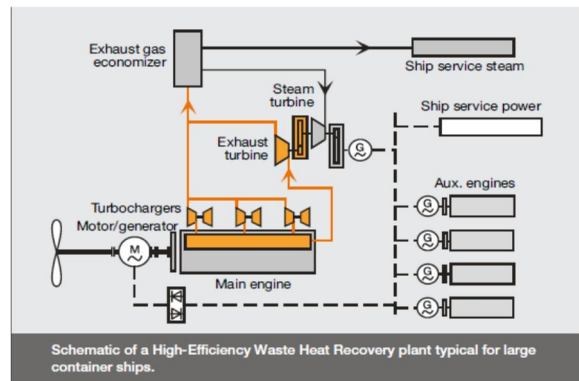 Exhaust gas
economizer
Ship service steam
Steam
turbine
Ship service power
Exhaust
turbine
G
Aux. engines
Turbochargers
G
Motor/generator
M
G
Main engine
G
G
Schematic of a High-Efficiency Waste Heat Recovery plant typical for large
container ships.